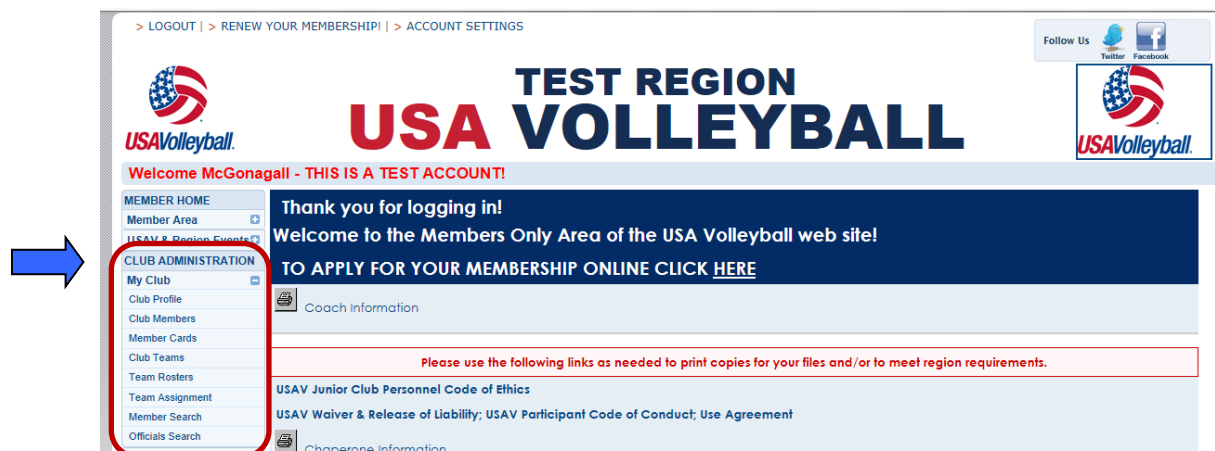 > LOGOUT | > RENEW YOUR MEMBERSHIP! | > ACCOUNT SETTINGS
Follow Us
Twitter Facebook
TEST REGION
USA VOLLEYBALL
USAVolleyball.
USAVolleyball.
Welcome McGonagall - THIS IS A TEST ACCOUNT!
MEMBER HOME
Member Area
USAV & Region Events
CLUB ADMINISTRATION
My Club
Club Profile
Club Members
Member Cards
Club Teams
Team Rosters
Team Assignment
Member Search
Officials Search
Thank you for logging in!
Welcome to the Members Only Area of the USA Volleyball web site!
TO APPLY FOR YOUR MEMBERSHIP ONLINE CLICK HERE
Coach Information
Please use the following links as needed to print copies for your files and/or to meet region requirements.
USAV Junior Club Personnel Code of Ethics
USAV Waiver & Release of Liability; USAV Participant Code of Conduct; Use Agreement
Chaperone Information